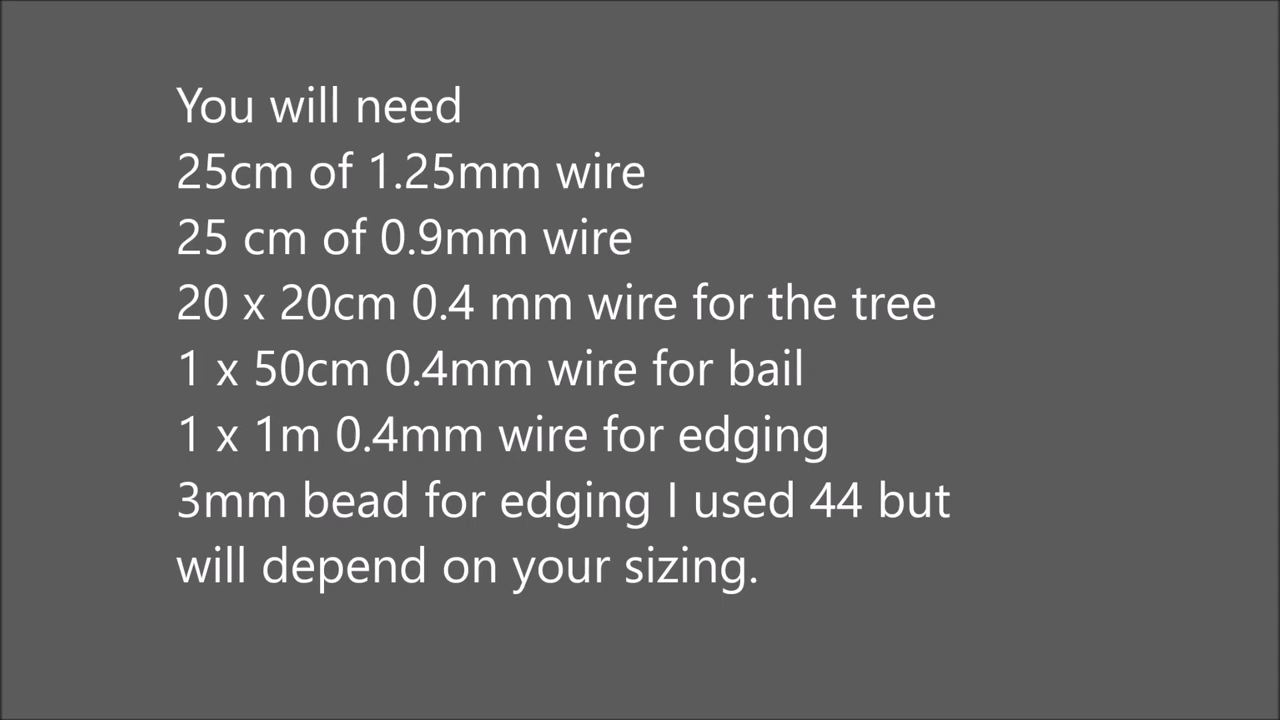 You will need
25cm of 1.25mm wire
25 cm of 0.9mm wire
20 x 20cm 0.4 mm wire for the tree
1 x 50cm 0.4mm wire for bail
1 x 1m 0.4mm wire for edging
3mm bead for edging I used 44 but
will depend on your sizing.